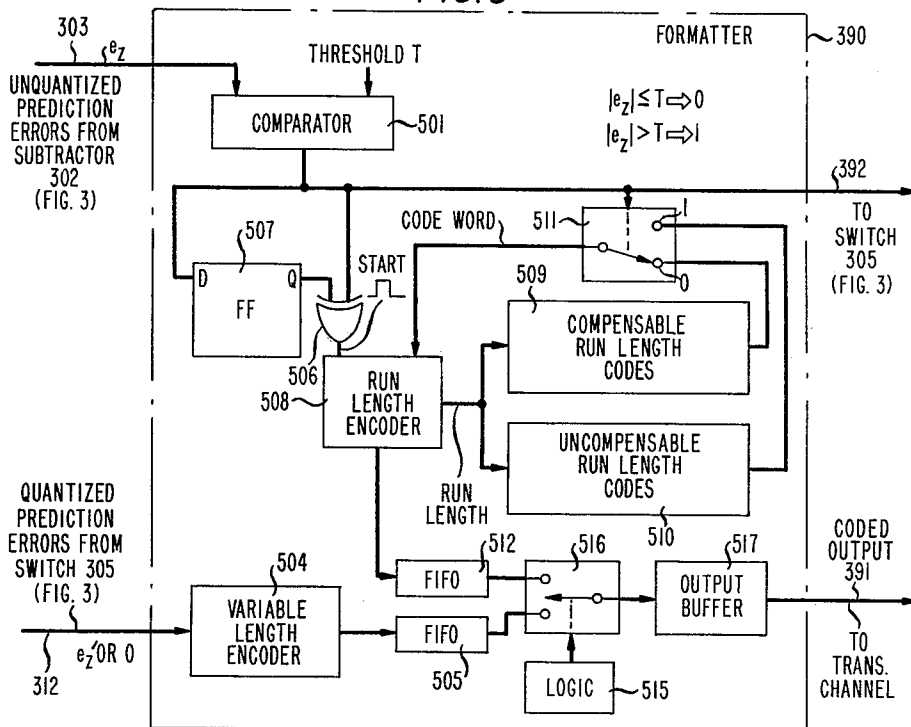 303
e_z
UNQUANTIZED
PREDICTION
ERRORS FROM
SUBTRACTOR
302
(FIG. 3)
THRESHOLD T
FORMATTER
390
COMPARATOR
501
|e_z| ≤ T ⇒ 0
|e_z| > T ⇒ 1
392
TO
SWITCH
305
(FIG. 3)
CODE WORD
511
1
0
507
D
Q
FF
START
506
509
COMPENSABLE
RUN LENGTH
CODES
508
RUN
LENGTH
ENCODER
RUN
LENGTH
UNCOMPENSABLE
RUN LENGTH
CODES
510
QUANTIZED
PREDICTION
ERRORS FROM
SWITCH 305
(FIG. 3)
312
e_z' OR 0
504
VARIABLE
LENGTH
ENCODER
512
FIFO
FIFO
505
516
LOGIC
515
517
OUTPUT
BUFFER
CODED
OUTPUT
391
TO
TRANS.
CHANNEL